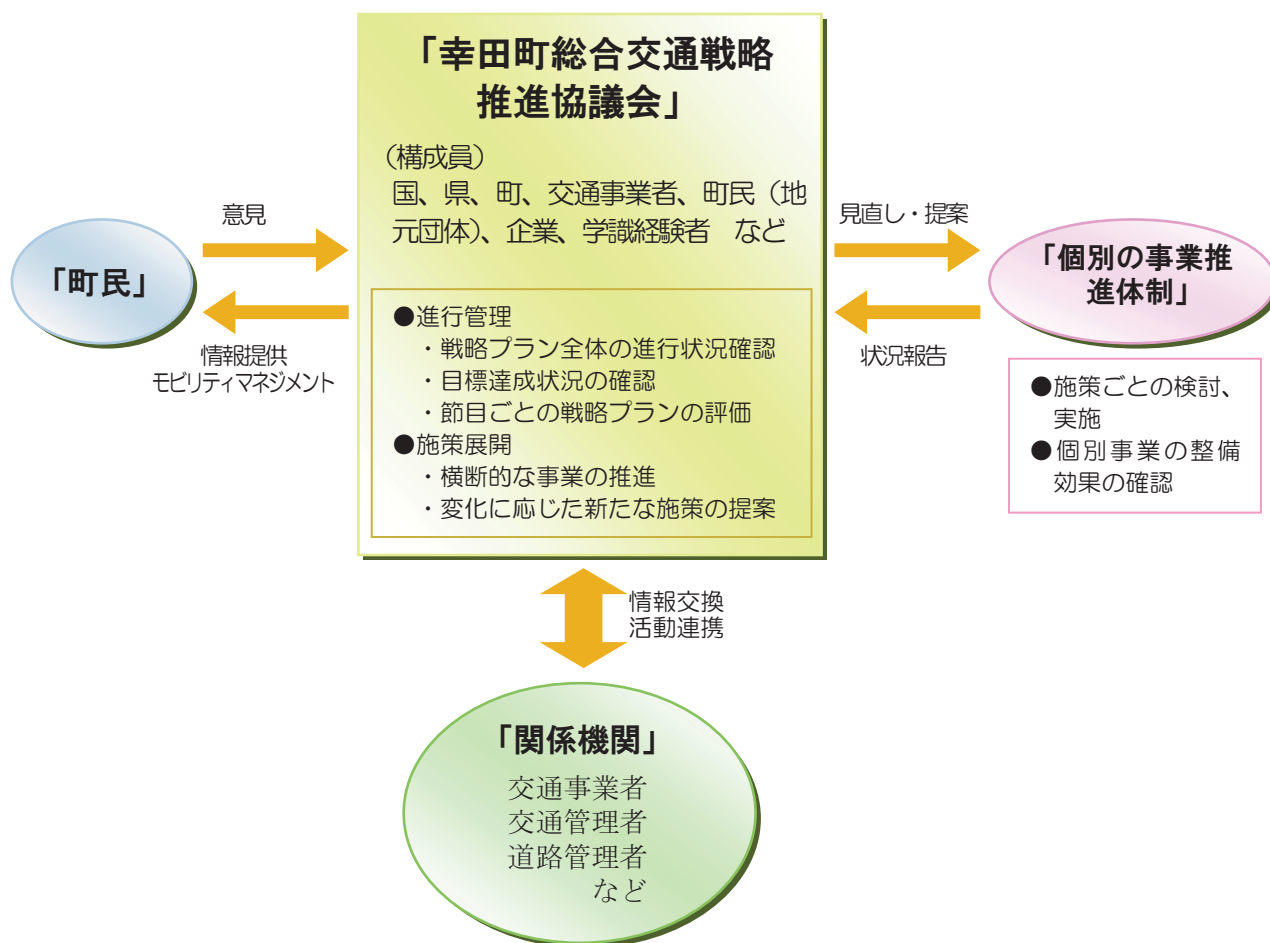 「幸田町総合交通戦略
推進協議会」
（構成員）
国、県、町、交通事業者、町民（地
元団体）、企業、学識経験者　など
●進行管理
・戦略プラン全体の進行状況確認
・目標達成状況の確認
・節目ごとの戦略プランの評価
●施策展開
・横断的な事業の推進
・変化に応じた新たな施策の提案
意見
「町民」
情報提供
モビリティマネジメント
見直し・提案
「個別の事業推
進体制」
状況報告
●施策ごとの検討、
実施
●個別事業の整備
効果の確認
情報交換
活動連携
「関係機関」
交通事業者
交通管理者
道路管理者
など